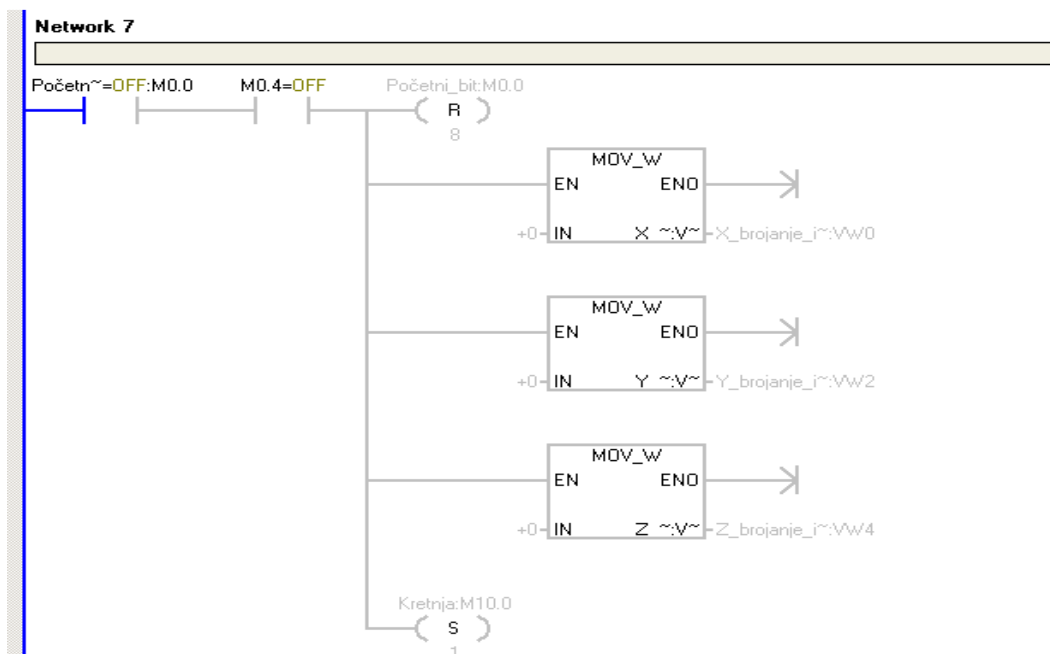 Network 7
Početn~=OFF:M0.0 M0.4=OFF Početni_bit:M0.0
R
8
MOV_W
EN ENO
+0 IN X ~:V~ X_brojanje_i~:VW0
MOV_W
EN ENO
+0 IN Y ~:V~ Y_brojanje_i~:VW2
MOV_W
EN ENO
+0 IN Z ~:V~ Z_brojanje_i~:VW4
Kretnja:M10.0
S
1